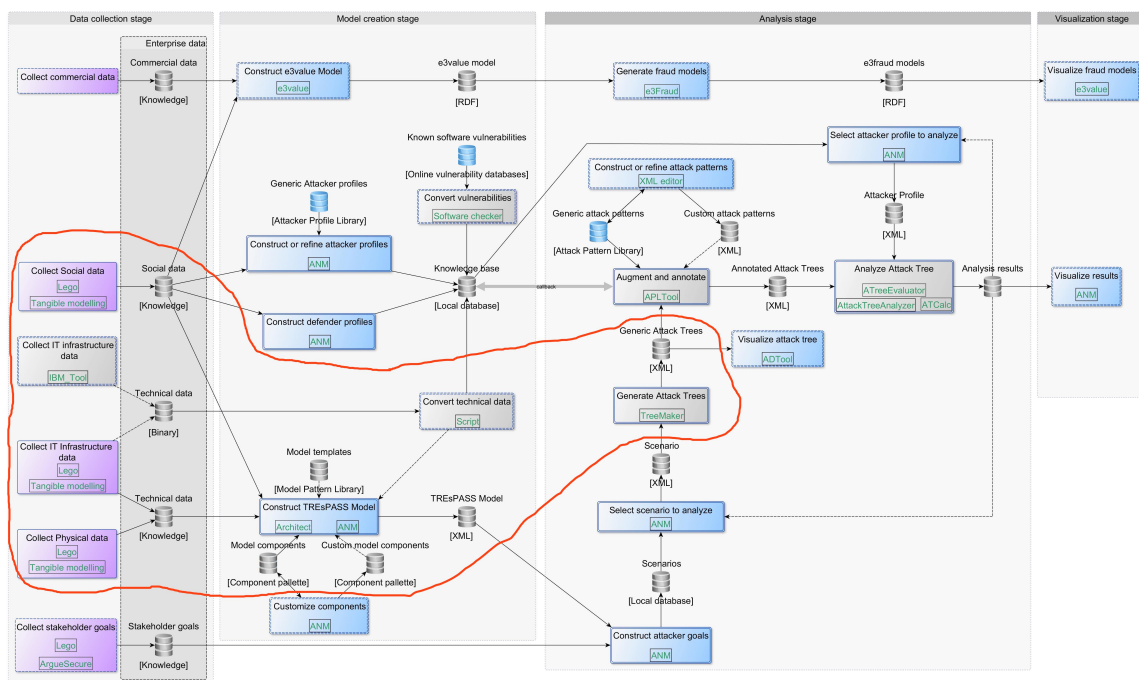 Data collection stage
Model creation stage
Analysis stage
Visualization stage
Enterprise data
Collect commercial data
Commercial data
[Knowledge]
Construct e3value Model
e3value
e3value model
[RDF]
Generate fraud models
e3Fraud
e3fraud models
[RDF]
Visualize fraud models
e3value
Known software vulnerabilities
[Online vulnerability databases]
Convert vulnerabilities
Software checker
Generic Attacker profiles
[Attacker Profile Library]
Construct or refine attacker profiles
ANM
Construct or refine attack patterns
XML editor
Generic attack patterns
[Attack Pattern Library]
Custom attack patterns
[XML]
Select attacker profile to analyze
ANM
Attacker Profile
[XML]
Collect Social data
Lego
Tangible modelling
Social data
[Knowledge]
Knowledge base
[Local database]
Augment and annotate
APLTool
Annotated Attack Trees
[XML]
Analyze Attack Tree
ATreeEvaluator
AttackTreeAnalyzer
ATCalc
Analysis results
[XML]
Visualize results
ANM
Construct defender profiles
ANM
Collect IT infrastructure
data
IBM_Tool
Generic Attack Trees
[XML]
Visualize attack tree
ADTool
Technical data
[Binary]
Convert technical data
Script
Generate Attack Trees
TreeMaker
Collect IT Infrastructure
data
Lego
Tangible modelling
Model templates
[Model Pattern Library]
Scenario
[XML]
Technical data
[Knowledge]
Construct TREsPASS Model
Architect
ANM
TREsPASS Model
[XML]
Select scenario to analyze
ANM
Collect Physical data
Lego
Tangible modelling
Model components
[Component pallette]
Custom model components
[Component pallette]
Customize components
ANM
Scenarios
[Local database]
Collect stakeholder goals
Lego
ArgueSecure
Stakeholder goals
[Knowledge]
Construct attacker goals
ANM